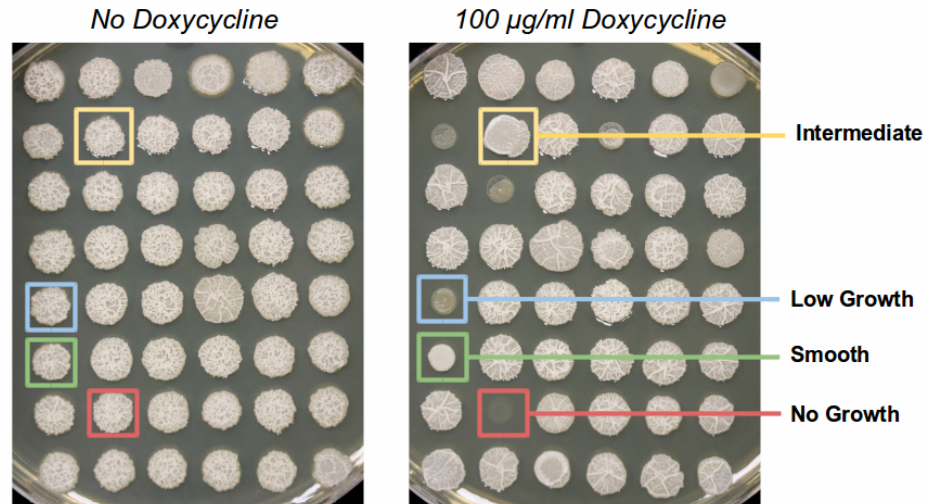 No Doxycycline
100 µg/ml Doxycycline
Intermediate
Low Growth
Smooth
No Growth